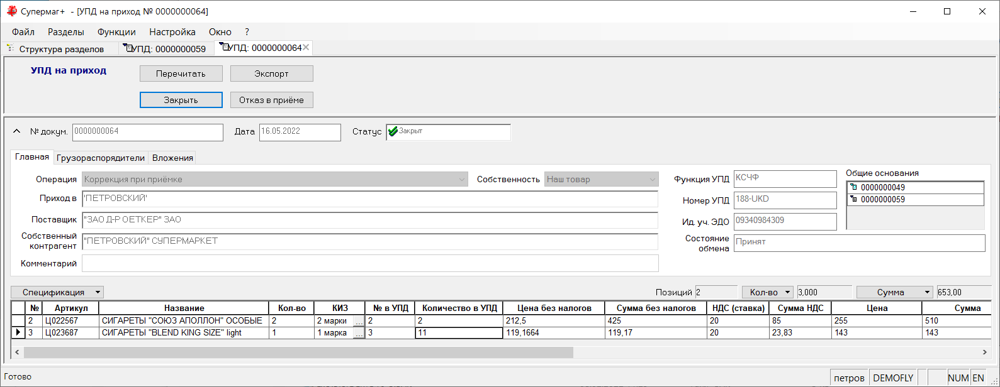 Супермаг+ - [УПД на приход № 0000000064]
Файл Разделы Функции Настройка Окно ?
Структура разделов УПД: 0000000059 УПД: 0000000064
УПД на приход Перечитать Экспорт
Закрыть Отказ в приёме
№ докум. 0000000064 Дата 16.05.2022 Статус Закрыт
Главная Грузораспорядители Вложения
Операция Коррекция при приёмке Собственность Наш товар Функция УПД КСЧФ Общие основания
0000000049
Приход в "ПЕТРОВСКИЙ" Номер УПД 188-UKD 0000000059
Поставщик "ЗАО Д-Р ОЕТКЕР" ЗАО Ид. уч. ЭДО 09340984309
Собственный контрагент "ПЕТРОВСКИЙ" СУПЕРМАРКЕТ Состояние обмена Принят
Комментарий
Спецификация Позиций 2 Кол-во 3,000 Сумма 653,00
№ Артикул Название Кол-во КИЗ № в УПД Количество в УПД Цена без налогов Сумма без налогов НДС (ставка) Сумма НДС Цена Сумма
2 Ц022567 СИГАРЕТЫ "СОЮЗ АПОЛЛОН" ОСОБЫЕ 2 2 марки ... 2 2 212,5 425 20 85 255 510
3 Ц023687 СИГАРЕТЫ "BLEND KING SIZE" light 1 1 марка ... 3 11 119,1664 119,17 20 23,83 143 143
Готово петров DEMOFLY NUM EN